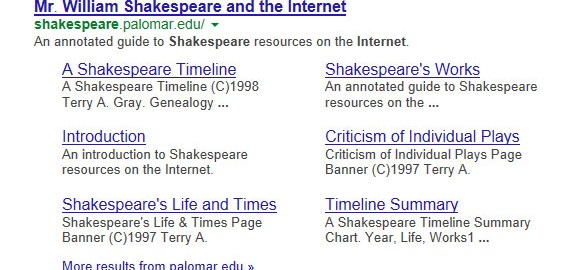 Mr. William Shakespeare and the Internet
shakespeare.palomar.edu/
An annotated guide to Shakespeare resources on the Internet.
A Shakespeare Timeline
A Shakespeare Timeline (C)1998
Terry A. Gray. Genealogy ...
Shakespeare's Works
An annotated guide to Shakespeare
resources on the ...
Introduction
An introduction to Shakespeare
resources on the Internet.
Criticism of Individual Plays
Criticism of Individual Plays Page
Banner (C)1997 Terry A.
Shakespeare's Life and Times
Shakespeare's Life & Times Page
Banner (C)1997 Terry A.
Timeline Summary
A Shakespeare Timeline Summary
Chart. Year, Life, Works1 ...
More results from palomar.edu »